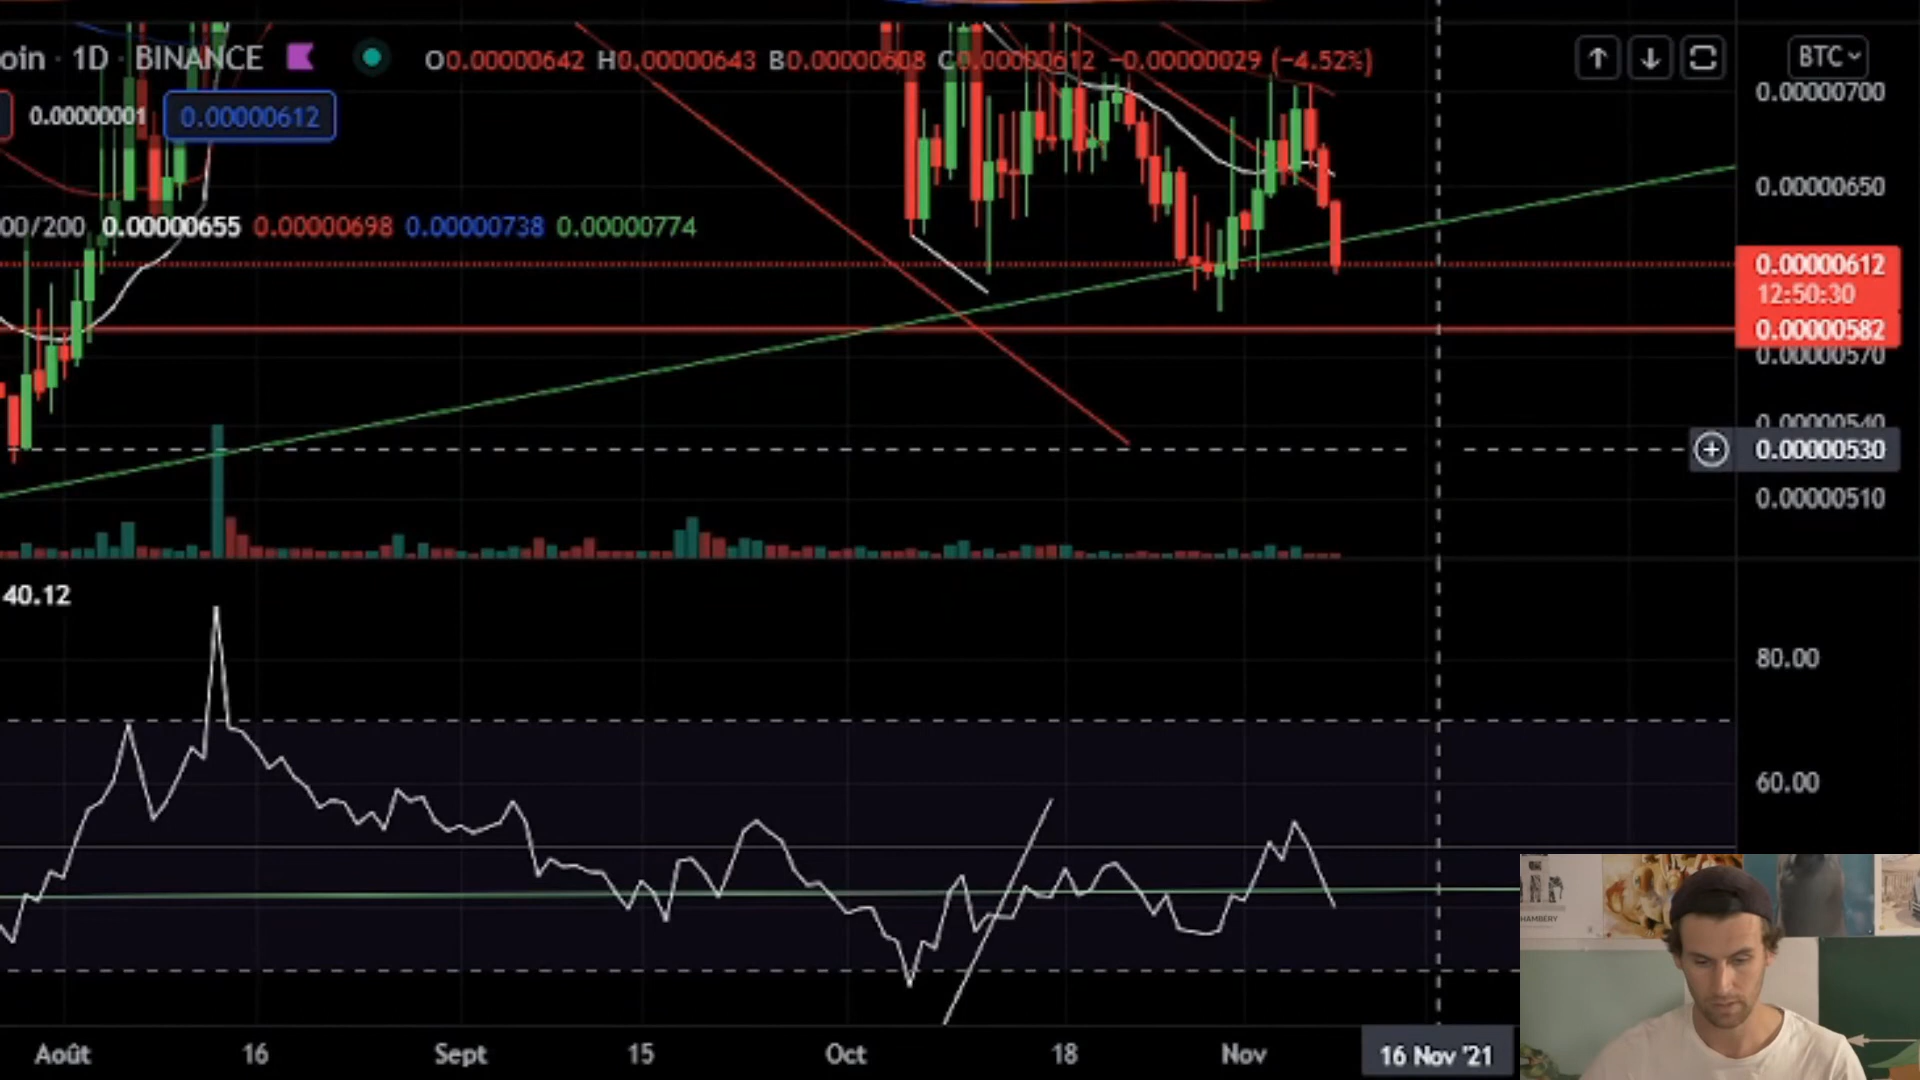 oin · 1D · BINANCE O0.00000642 H0.00000643 B0.00000608 C0.00000612 −0.00000029 (−4.52%)
BTC
0.00000700
0.00000001 0.00000612
0.00000650
00/200 0.00000655 0.00000698 0.00000738 0.00000774
0.00000612
12:50:30
0.00000582
0.00000570
0.00000540
0.00000530
0.00000510
40.12
80.00
60.00
HAMBÉRY
Août 16 Sept 15 Oct 18 Nov 16 Nov '21